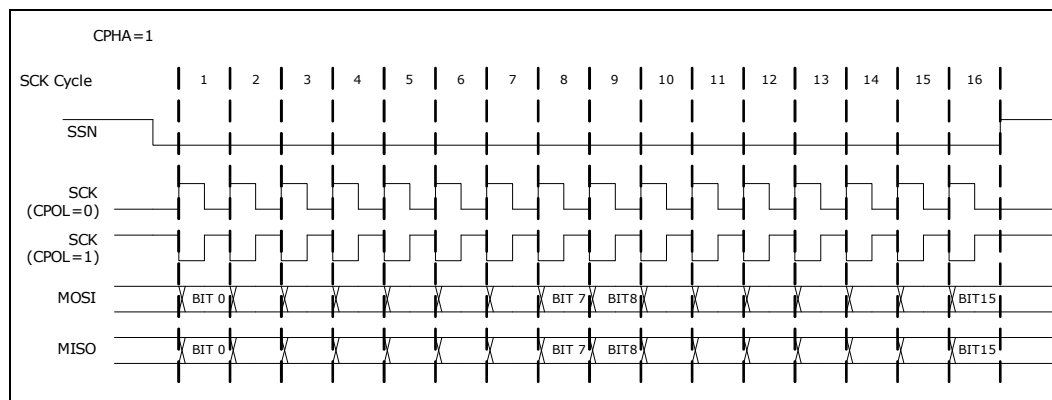 CPHA=1
SCK Cycle 1 2 3 4 5 6 7 8 9 10 11 12 13 14 15 16
SSN
SCK
(CPOL=0)
SCK
(CPOL=1)
MOSI BIT 0 BIT 7 BIT8 BIT15
MISO BIT 0 BIT 7 BIT8 BIT15